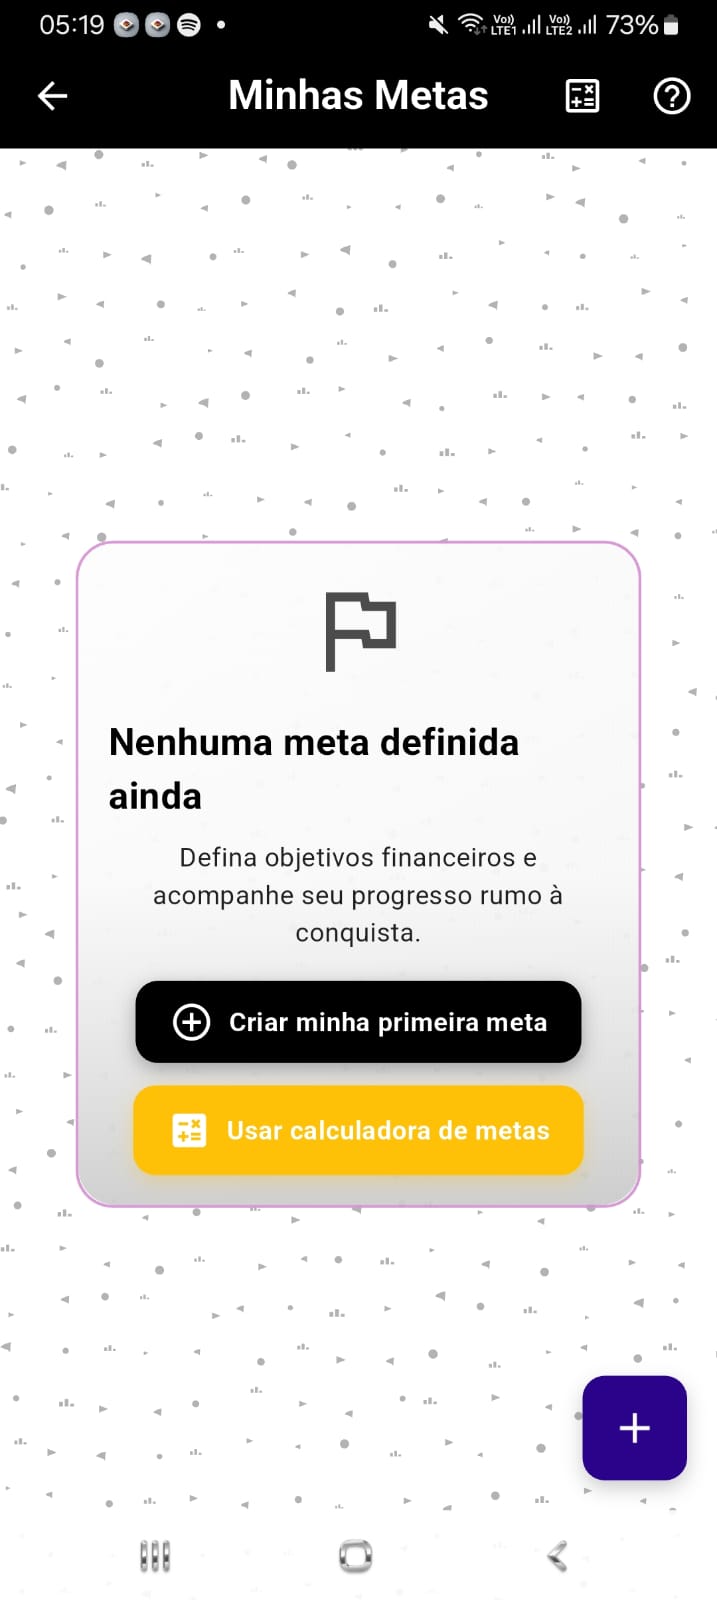 05:19
Vo)) LTE1 Vo)) LTE2 73%
Minhas Metas
Nenhuma meta definida
ainda
Defina objetivos financeiros e
acompanhe seu progresso rumo à
conquista.
Criar minha primeira meta
Usar calculadora de metas